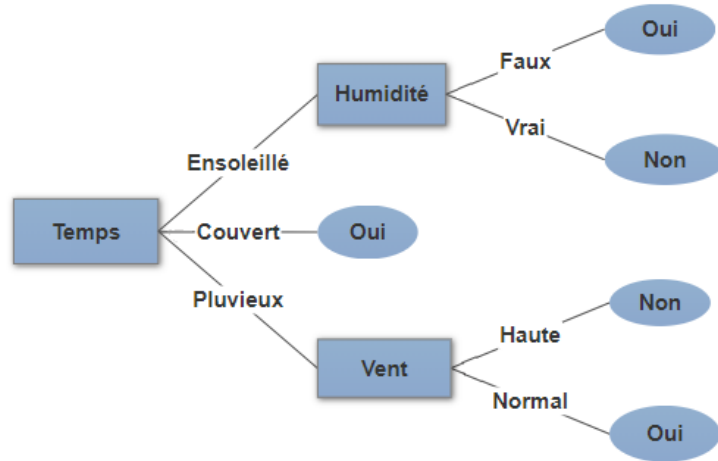 Oui
Faux
Humidité
Vrai
Non
Ensoleillé
Temps
Couvert
Oui
Pluvieux
Non
Haute
Vent
Normal
Oui